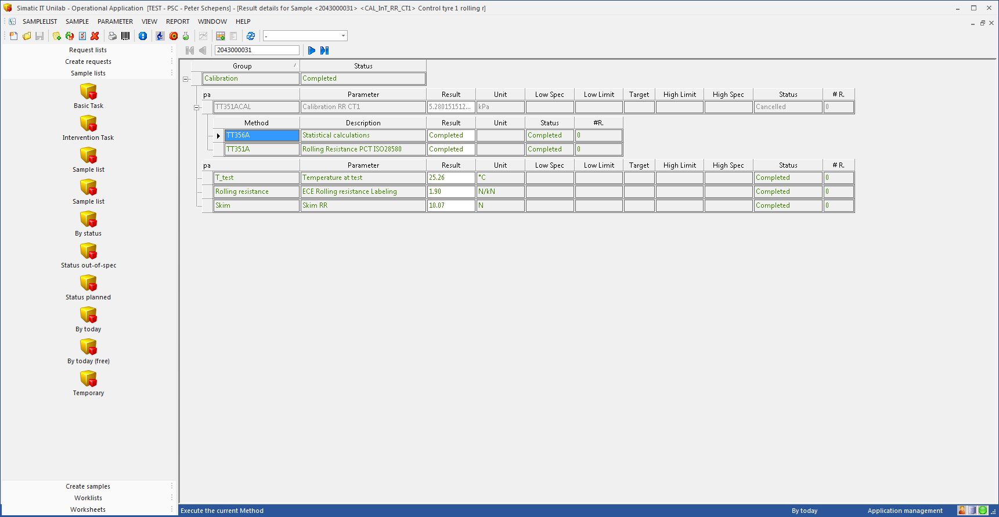 Simatic IT Unilab - Operational Application [TEST - PSC - Peter Schepens] - [Result details for Sample <2043000031> <CAL_InT_RR_CT1> Control tyre 1 rolling r]
SAMPLELIST SAMPLE PARAMETER VIEW REPORT WINDOW HELP
-
Request lists
Create requests
Sample lists
Basic Task
Intervention Task
Sample list
Sample list
By status
Status out-of-spec
Status planned
By today
By today (free)
Temporary
Create samples
Worklists
Worksheets
2043000031
Group Status
Calibration Completed
pa Parameter Result Unit Low Spec Low Limit Target High Limit High Spec Status # R.
TT351ACAL Calibration RR CT1 5.280151512... kPa Cancelled 0
Method Description Result Unit Status #R.
TT356A Statistical calculations Completed Completed 0
TT351A Rolling Resistance PCT ISO28580 Completed Completed 0
pa Parameter Result Unit Low Spec Low Limit Target High Limit High Spec Status # R.
T_test Temperature at test 25.26 °C Completed 0
Rolling resistance ECE Rolling resistance Labeling 1.90 N/kN Completed 0
Skim Skim RR 10.07 N Completed 0
Execute the current Method By today Application management